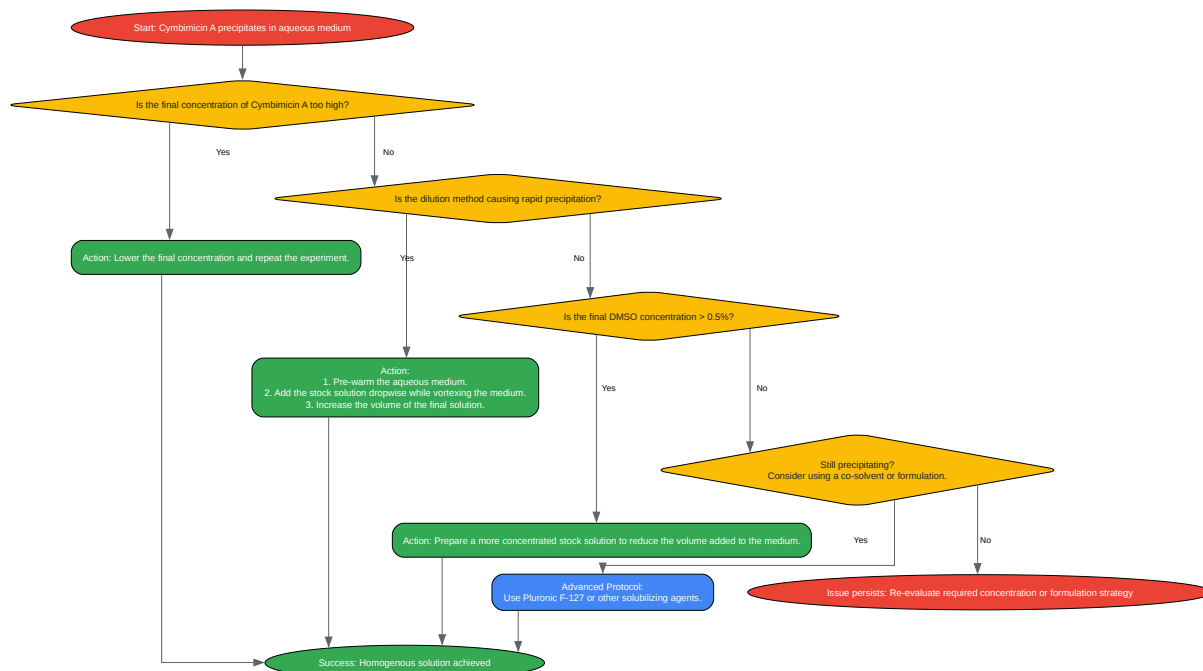 Start: Cymbimicin A precipitates in aqueous medium
Is the final concentration of Cymbimicin A too high?
Yes
No
Is the dilution method causing rapid precipitation?
Action: Lower the final concentration and repeat the experiment.
Yes
No
Is the final DMSO concentration > 0.5%?
Action:
1. Pre-warm the aqueous medium.
2. Add the stock solution dropwise while vortexing the medium.
3. Increase the volume of the final solution.
Yes
No
Still precipitating?
Consider using a co-solvent or formulation.
Action: Prepare a more concentrated stock solution to reduce the volume added to the medium.
Yes
No
Advanced Protocol:
Use Pluronic F-127 or other solubilizing agents.
Issue persists: Re-evaluate required concentration or formulation strategy
Success: Homogenous solution achieved